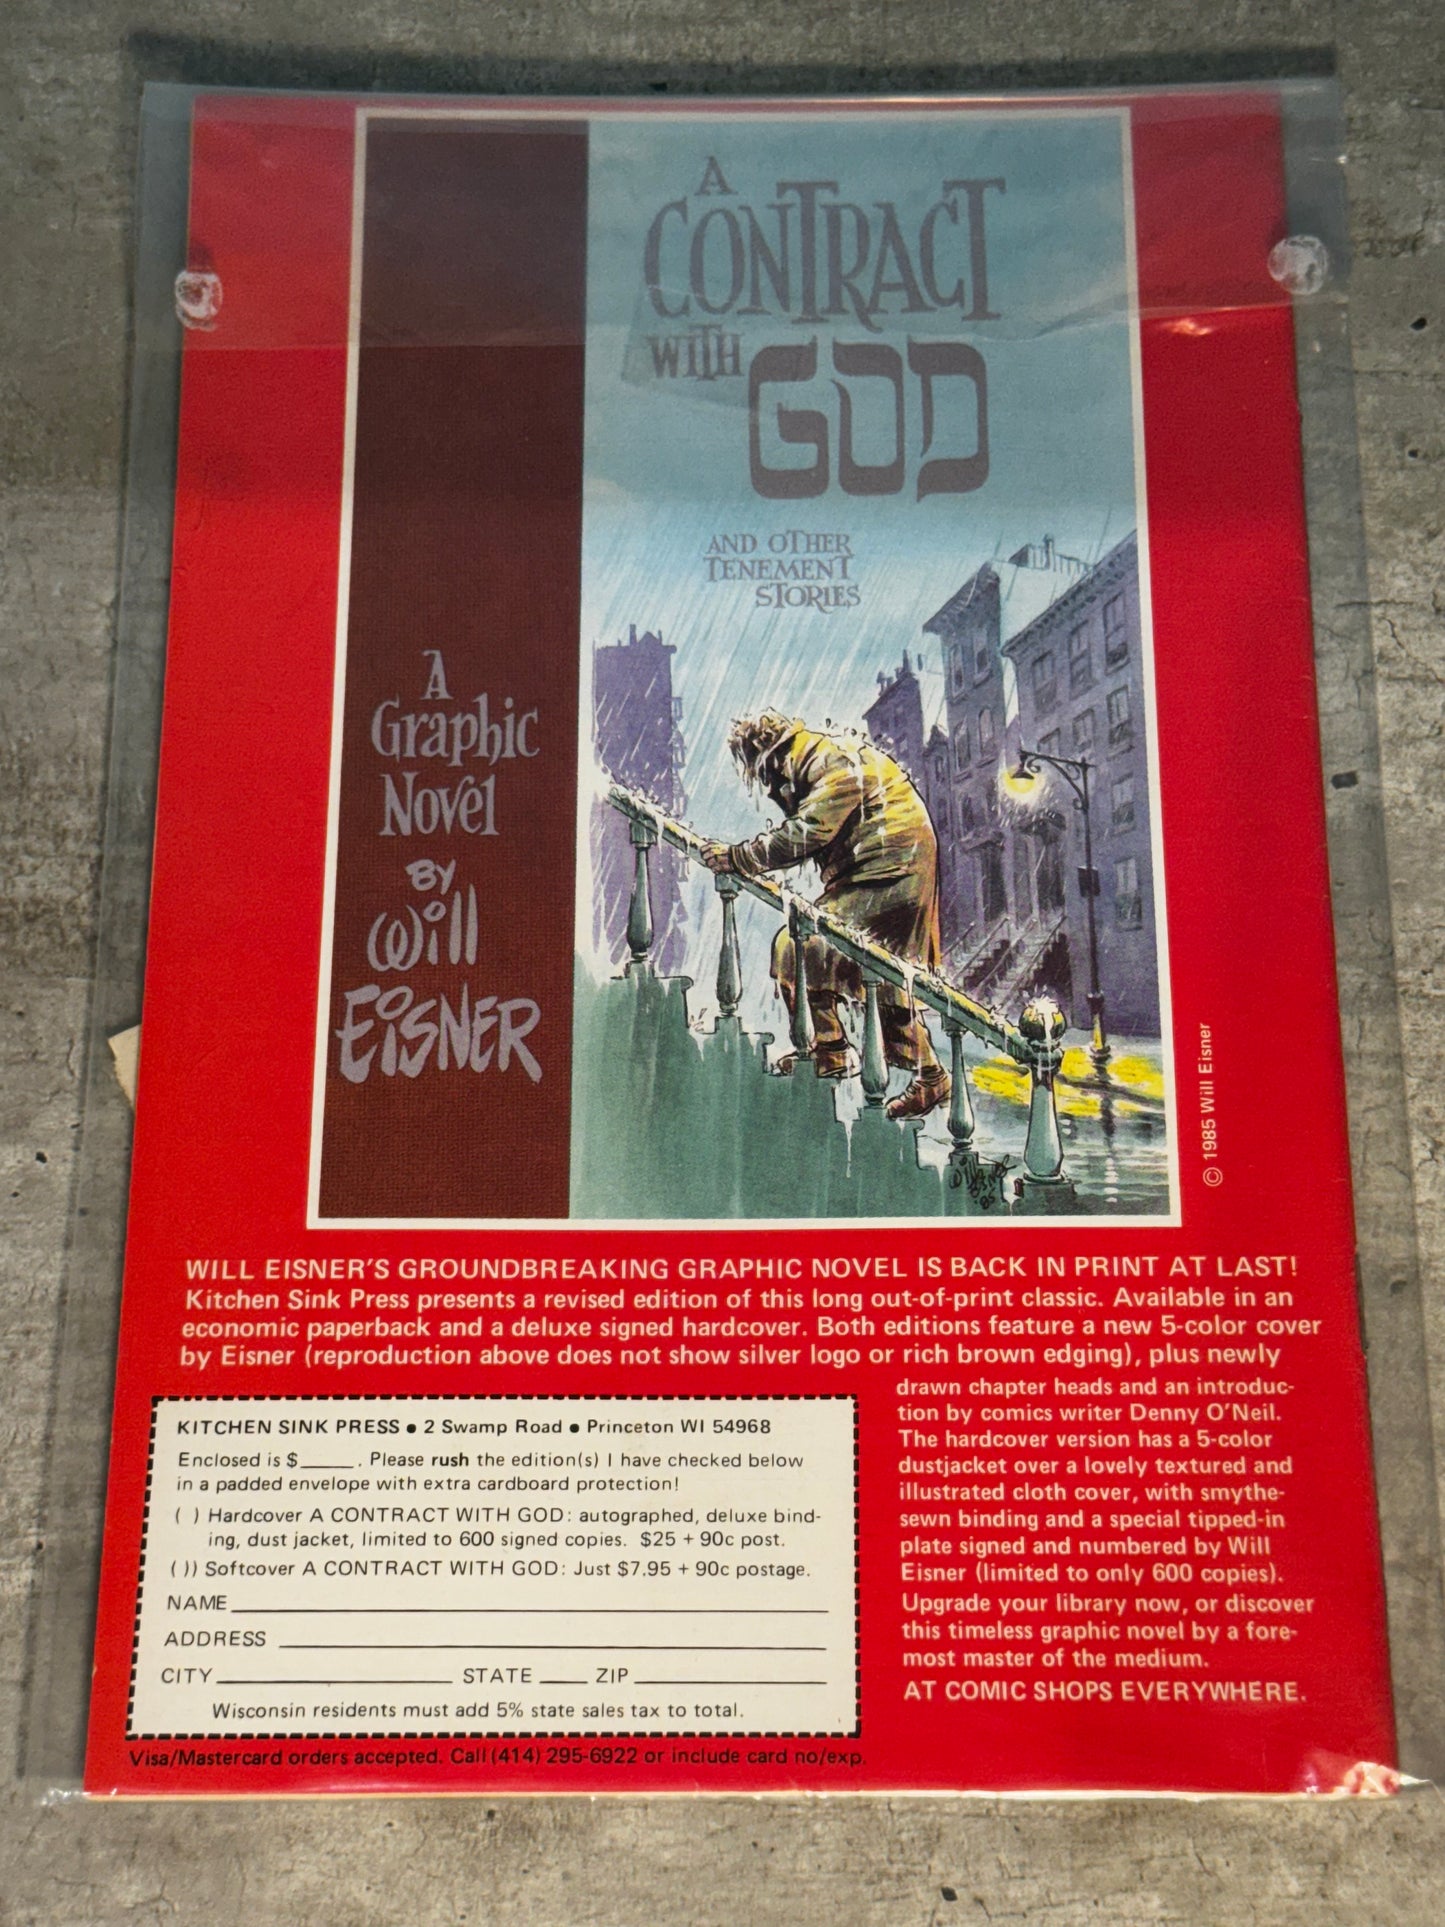 A
CONTRACT
WITH GOD
AND OTHER
TENEMENT
STORIES
A
Graphic
Novel
BY
Will
EISNER
Will
EISNER
'85
© 1985 Will Eisner
WILL EISNER'S GROUNDBREAKING GRAPHIC NOVEL IS BACK IN PRINT AT LAST!
Kitchen Sink Press presents a revised edition of this long out-of-print classic. Available in an
economic paperback and a deluxe signed hardcover. Both editions feature a new 5-color cover
by Eisner (reproduction above does not show silver logo or rich brown edging), plus newly
drawn chapter heads and an introduc-
tion by comics writer Denny O'Neil.
The hardcover version has a 5-color
dustjacket over a lovely textured and
illustrated cloth cover, with smythe-
sewn binding and a special tipped-in
plate signed and numbered by Will
Eisner (limited to only 600 copies).
Upgrade your library now, or discover
this timeless graphic novel by a fore-
most master of the medium.
AT COMIC SHOPS EVERYWHERE.
KITCHEN SINK PRESS ● 2 Swamp Road ● Princeton WI 54968
Enclosed is $_____. Please rush the edition(s) I have checked below
in a padded envelope with extra cardboard protection!
( ) Hardcover A CONTRACT WITH GOD: autographed, deluxe bind-
ing, dust jacket, limited to 600 signed copies. $25 + 90c post.
( )) Softcover A CONTRACT WITH GOD: Just $7.95 + 90c postage.
NAME
ADDRESS
CITY STATE ZIP
Wisconsin residents must add 5% state sales tax to total.
Visa/Mastercard orders accepted. Call (414) 295-6922 or include card no/exp.